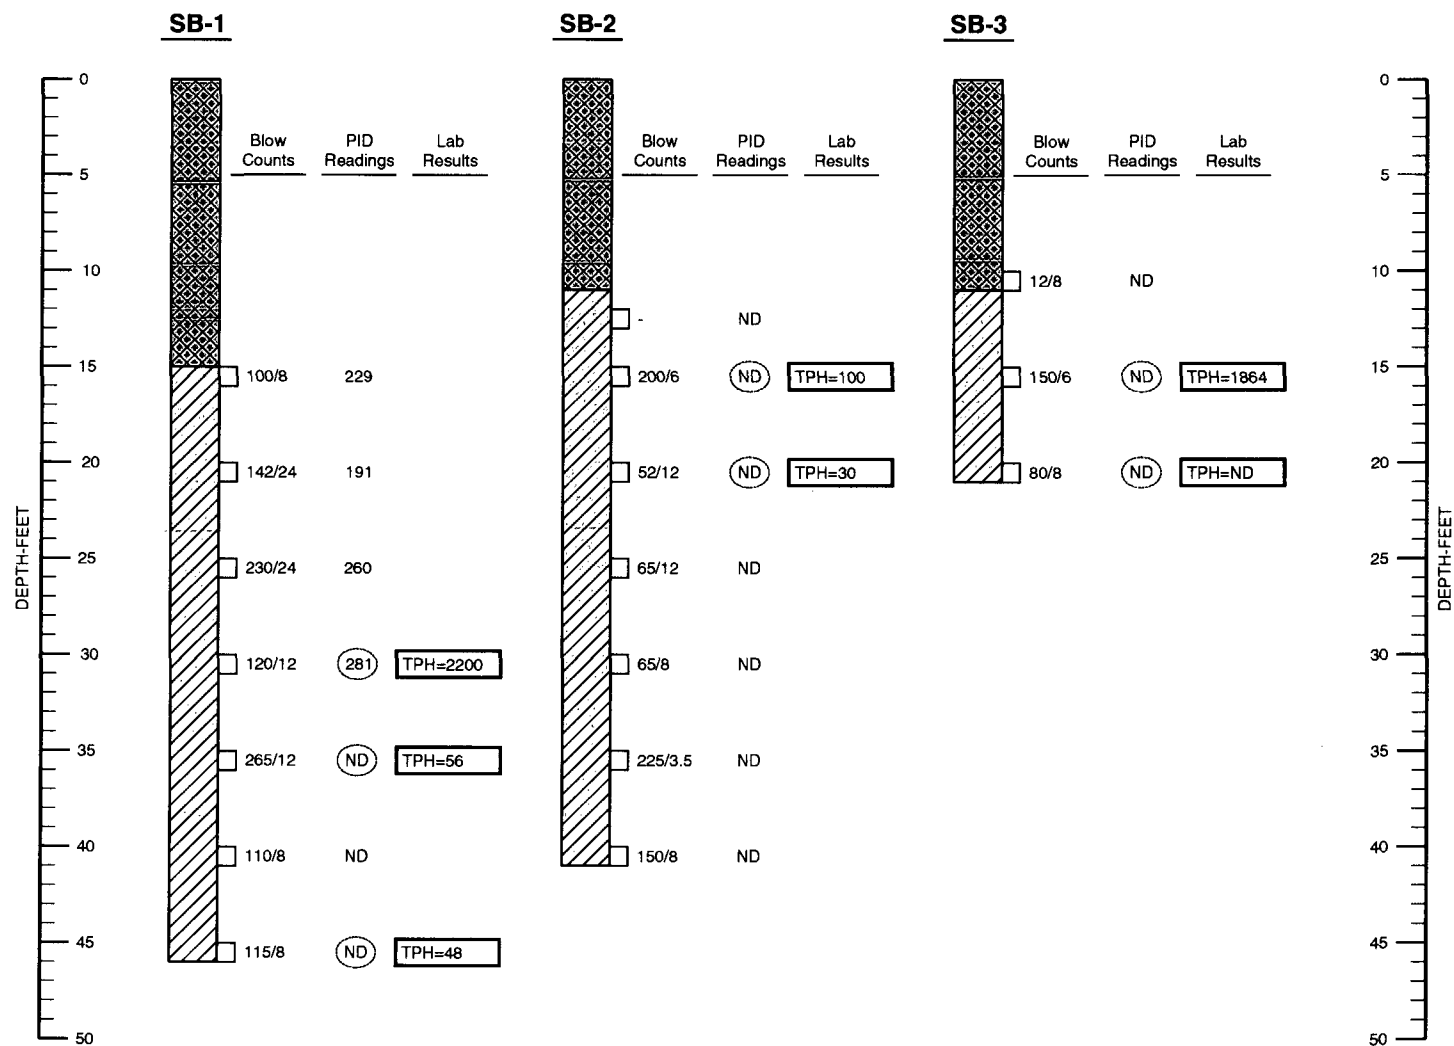 SB-1 SB-2 SB-3
0 0
Blow Counts PID Readings Lab Results Blow Counts PID Readings Lab Results Blow Counts PID Readings Lab Results
5 5
10 12/8 ND 10
- ND
15 100/8 229 200/6 ND TPH=100 150/6 ND TPH=1864 15
20 142/24 191 52/12 ND TPH=30 80/8 ND TPH=ND 20
25 230/24 260 65/12 ND 25
DEPTH-FEET DEPTH-FEET
30 120/12 281 TPH=2200 65/8 ND 30
35 265/12 ND TPH=56 225/3.5 ND 35
40 110/8 ND 150/8 ND 40
45 115/8 ND TPH=48 45
50 50